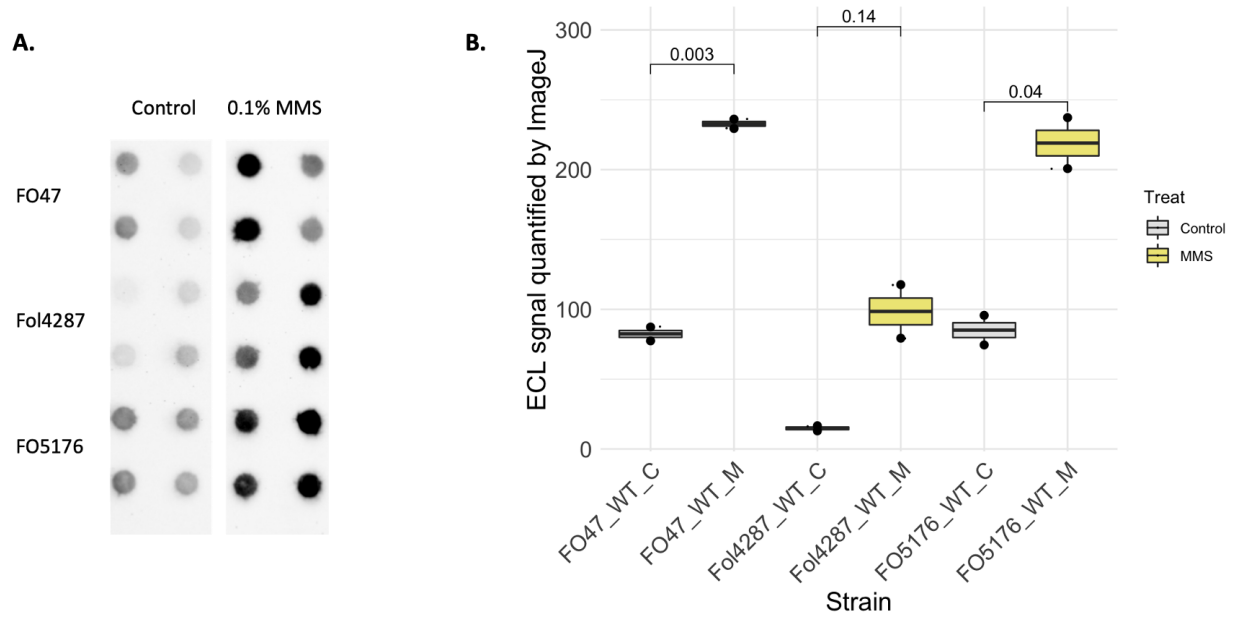 A.
Control 0.1% MMS
FO47
Fol4287
FO5176
B.
ECL sgnal quantified by ImageJ
300
200
100
0
0.003
0.14
0.04
FO47_WT_C
FO47_WT_M
Fol4287_WT_C
Fol4287_WT_M
FO5176_WT_C
FO5176_WT_M
Strain
Treat
Control
MMS